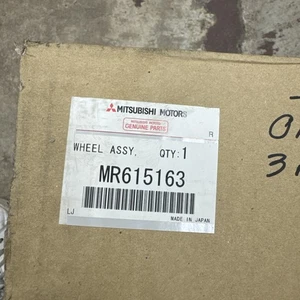 MITSUBISHI MOTORS
GENUINE PARTS
R
WHEEL ASSY. QTY:1
MR615163
LJ
MADE IN JAPAN